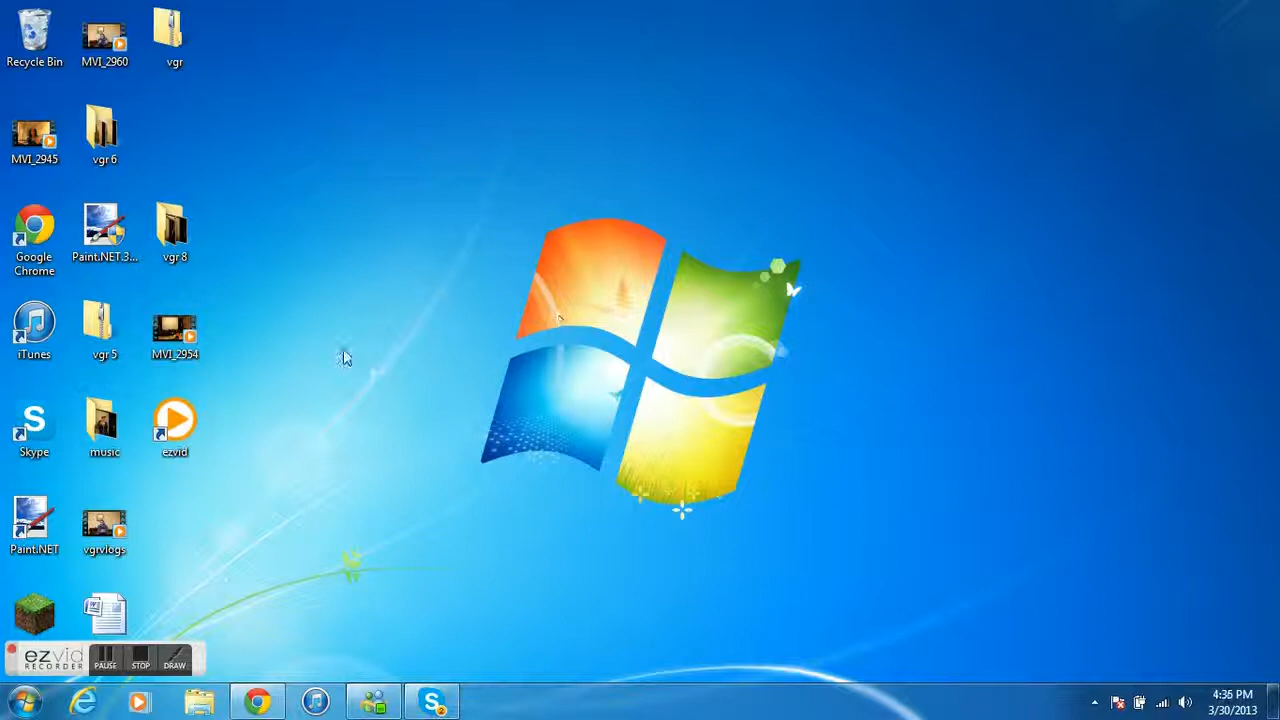 Recycle Bin
MVI_2960
vgr
MVI_2945
vgr 6
Google
Chrome
Paint.NET.3...
vgr 8
iTunes
vgr 5
MVI_2954
Skype
music
ezvid
Paint.NET
vgrvlogs
ezvid
RECORDER
PAUSE
STOP
DRAW
4:36 PM
3/30/2013